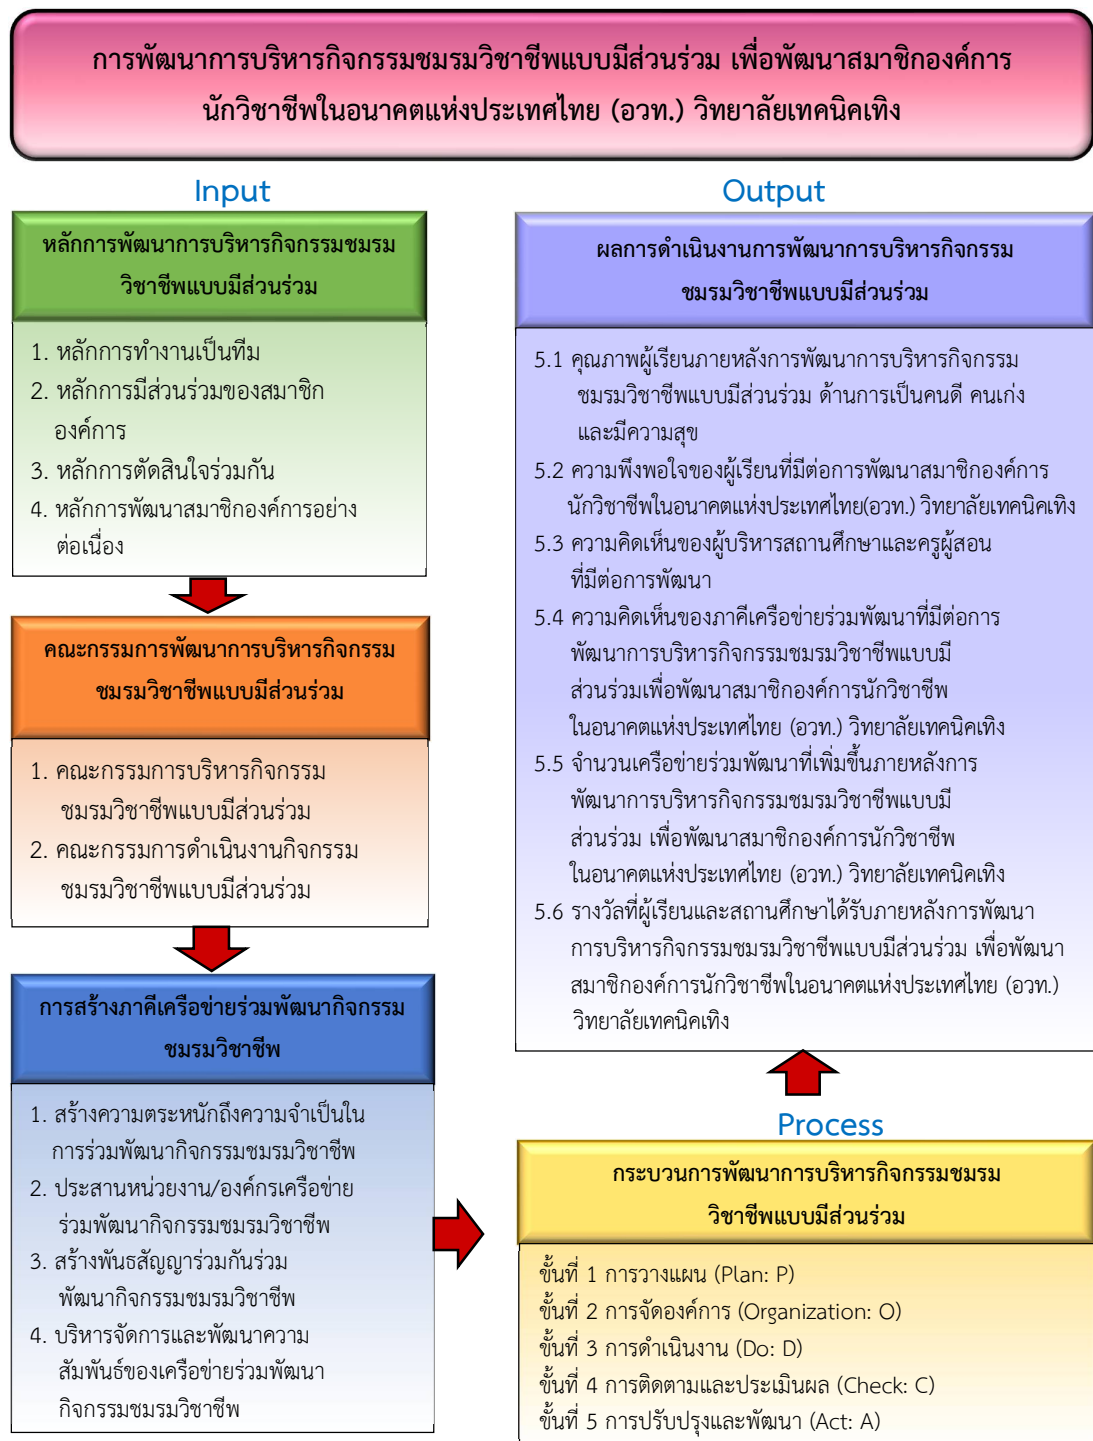 การพัฒนาการบริหารกิจกรรมชมรมวิชาชีพแบบมีส่วนร่วม เพื่อพัฒนาสมาชิกองค์การ
นักวิชาชีพในอนาคตแห่งประเทศไทย (อวท.) วิทยาลัยเทคนิคเทิง
Input
หลักการพัฒนาการบริหารกิจกรรมชมรม
วิชาชีพแบบมีส่วนร่วม
1. หลักการทำงานเป็นทีม
2. หลักการมีส่วนร่วมของสมาชิก
องค์การ
3. หลักการตัดสินใจร่วมกัน
4. หลักการพัฒนาสมาชิกองค์การอย่าง
ต่อเนื่อง
คณะกรรมการพัฒนาการบริหารกิจกรรม
ชมรมวิชาชีพแบบมีส่วนร่วม
1. คณะกรรมการบริหารกิจกรรม
ชมรมวิชาชีพแบบมีส่วนร่วม
2. คณะกรรมการดำเนินงานกิจกรรม
ชมรมวิชาชีพแบบมีส่วนร่วม
การสร้างภาคีเครือข่ายร่วมพัฒนากิจกรรม
ชมรมวิชาชีพ
1. สร้างความตระหนักถึงความจำเป็นใน
การร่วมพัฒนากิจกรรมชมรมวิชาชีพ
2. ประสานหน่วยงาน/องค์กรเครือข่าย
ร่วมพัฒนากิจกรรมชมรมวิชาชีพ
3. สร้างพันธสัญญาร่วมกันร่วม
พัฒนากิจกรรมชมรมวิชาชีพ
4. บริหารจัดการและพัฒนาความ
สัมพันธ์ของเครือข่ายร่วมพัฒนา
กิจกรรมชมรมวิชาชีพ
Output
ผลการดำเนินงานการพัฒนาการบริหารกิจกรรม
ชมรมวิชาชีพแบบมีส่วนร่วม
5.1 คุณภาพผู้เรียนภายหลังการพัฒนาการบริหารกิจกรรม
ชมรมวิชาชีพแบบมีส่วนร่วม ด้านการเป็นคนดี คนเก่ง
และมีความสุข
5.2 ความพึงพอใจของผู้เรียนที่มีต่อการพัฒนาสมาชิกองค์การ
นักวิชาชีพในอนาคตแห่งประเทศไทย(อวท.) วิทยาลัยเทคนิคเทิง
5.3 ความคิดเห็นของผู้บริหารสถานศึกษาและครูผู้สอน
ที่มีต่อการพัฒนา
5.4 ความคิดเห็นของภาคีเครือข่ายร่วมพัฒนาที่มีต่อการ
พัฒนาการบริหารกิจกรรมชมรมวิชาชีพแบบมี
ส่วนร่วมเพื่อพัฒนาสมาชิกองค์การนักวิชาชีพ
ในอนาคตแห่งประเทศไทย (อวท.) วิทยาลัยเทคนิคเทิง
5.5 จำนวนเครือข่ายร่วมพัฒนาที่เพิ่มขึ้นภายหลังการ
พัฒนาการบริหารกิจกรรมชมรมวิชาชีพแบบมี
ส่วนร่วม เพื่อพัฒนาสมาชิกองค์การนักวิชาชีพ
ในอนาคตแห่งประเทศไทย (อวท.) วิทยาลัยเทคนิคเทิง
5.6 รางวัลที่ผู้เรียนและสถานศึกษาได้รับภายหลังการพัฒนา
การบริหารกิจกรรมชมรมวิชาชีพแบบมีส่วนร่วม เพื่อพัฒนา
สมาชิกองค์การนักวิชาชีพในอนาคตแห่งประเทศไทย (อวท.)
วิทยาลัยเทคนิคเทิง
Process
กระบวนการพัฒนาการบริหารกิจกรรมชมรม
วิชาชีพแบบมีส่วนร่วม
ขั้นที่ 1 การวางแผน (Plan: P)
ขั้นที่ 2 การจัดองค์การ (Organization: O)
ขั้นที่ 3 การดำเนินงาน (Do: D)
ขั้นที่ 4 การติดตามและประเมินผล (Check: C)
ขั้นที่ 5 การปรับปรุงและพัฒนา (Act: A)